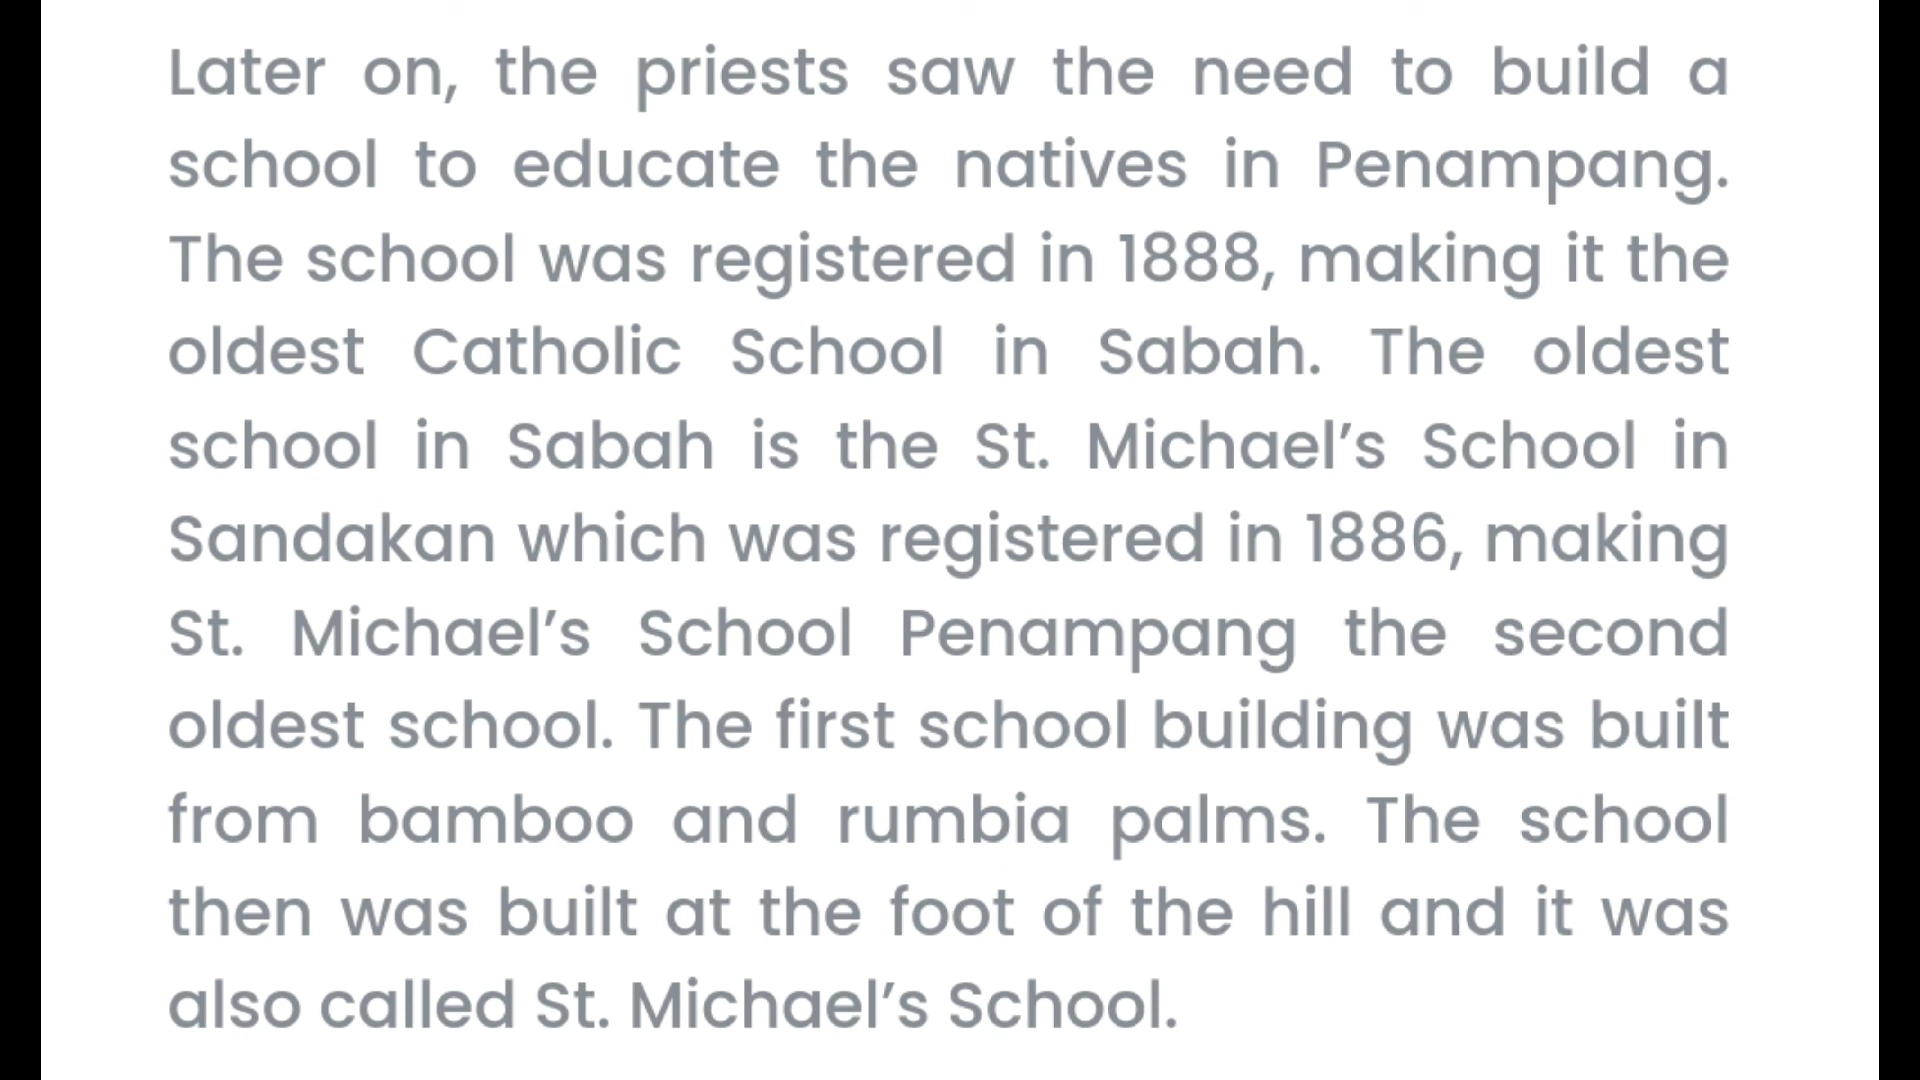 Later on, the priests saw the need to build a
school to educate the natives in Penampang.
The school was registered in 1888, making it the
oldest Catholic School in Sabah. The oldest
school in Sabah is the St. Michael’s School in
Sandakan which was registered in 1886, making
St. Michael’s School Penampang the second
oldest school. The first school building was built
from bamboo and rumbia palms. The school
then was built at the foot of the hill and it was
also called St. Michael’s School.